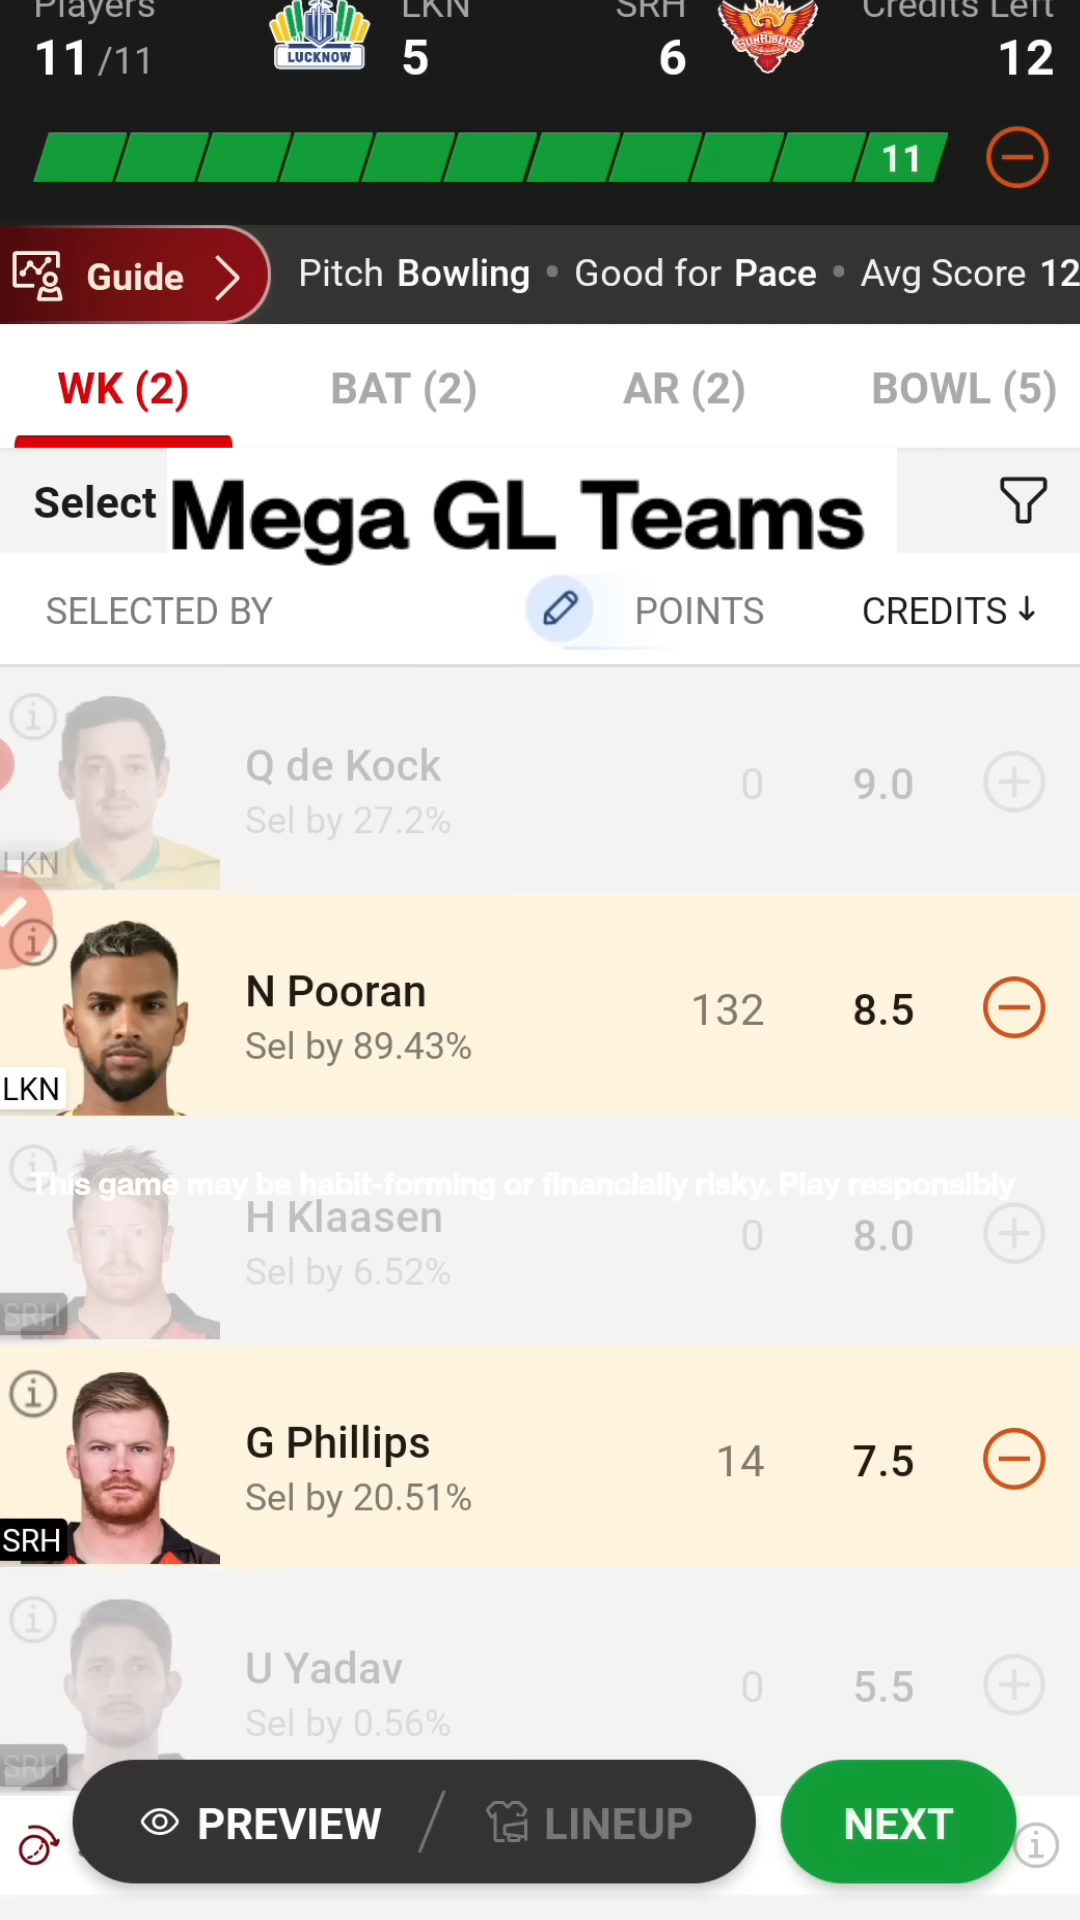 Players LKN SRH Credits Left
11/11 LUCKNOW 5 6 SUNRISERS 12
11
Guide Pitch Bowling • Good for Pace • Avg Score 12
WK (2) BAT (2) AR (2) BOWL (5)
Select Mega GL Teams
SELECTED BY POINTS CREDITS ↓
Q de Kock 0 9.0
Sel by 27.2%
LKN
N Pooran 132 8.5
Sel by 89.43%
LKN
This game may be habit-forming or financially risky. Play responsibly
H Klaasen 0 8.0
Sel by 6.52%
SRH
G Phillips 14 7.5
Sel by 20.51%
SRH
U Yadav 0 5.5
Sel by 0.56%
SRH
PREVIEW / LINEUP NEXT